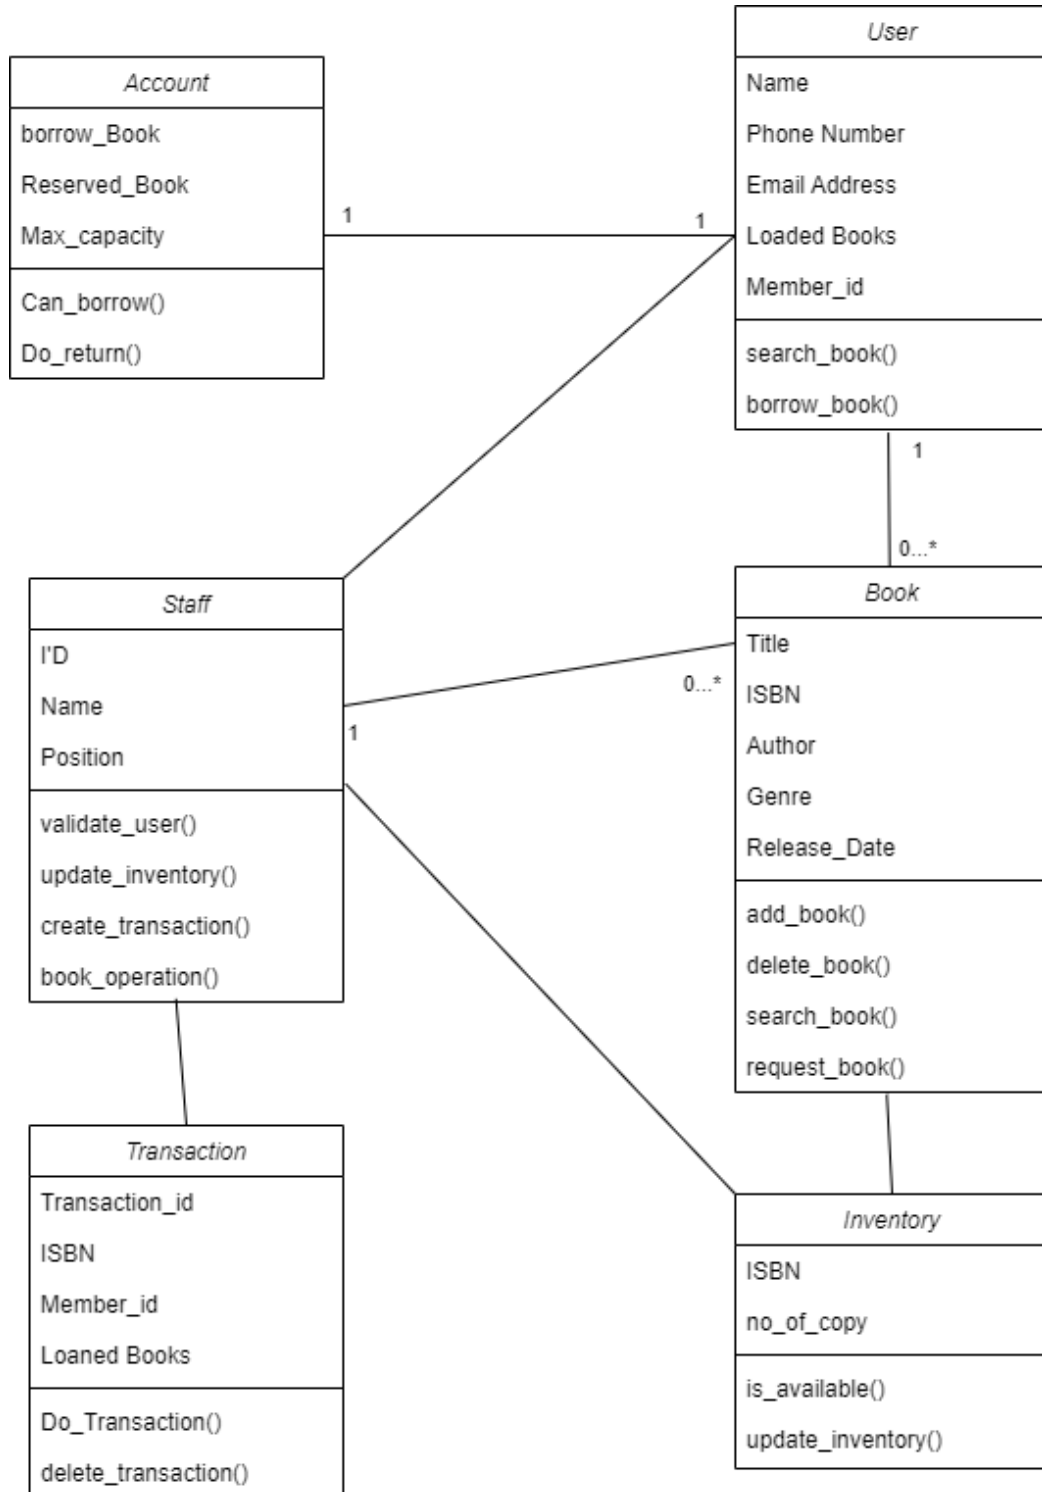 Account
borrow_Book
Reserved_Book
Max_capacity
Can_borrow()
Do_return()
1
1
User
Name
Phone Number
Email Address
Loaded Books
Member_id
search_book()
borrow_book()
1
0...*
Staff
I'D
Name
Position
validate_user()
update_inventory()
create_transaction()
book_operation()
1
0...*
Book
Title
ISBN
Author
Genre
Release_Date
add_book()
delete_book()
search_book()
request_book()
Transaction
Transaction_id
ISBN
Member_id
Loaned Books
Do_Transaction()
delete_transaction()
Inventory
ISBN
no_of_copy
is_available()
update_inventory()